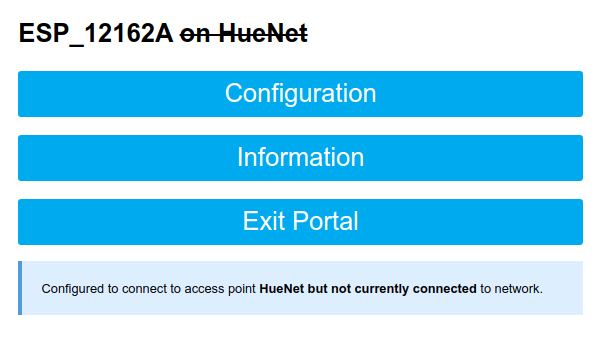 ESP_12162A on HueNet
Configuration
Information
Exit Portal
Configured to connect to access point HueNet but not currently connected to network.